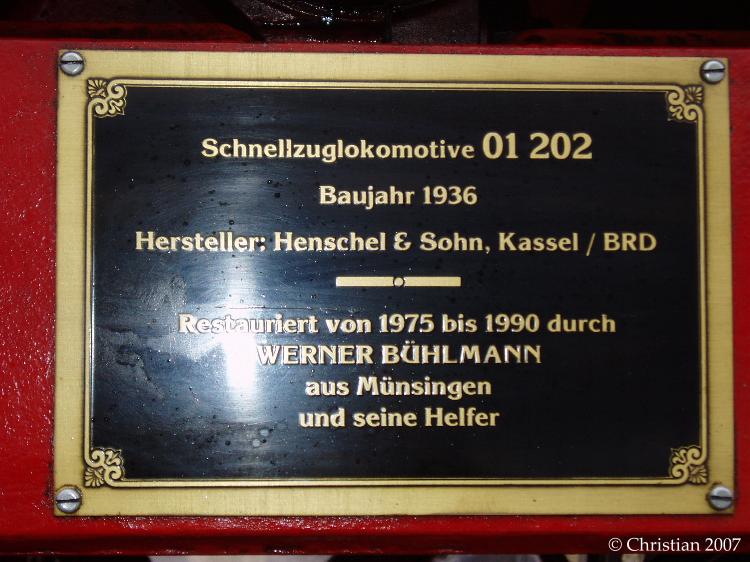 Schnellzuglokomotive 01 202
Baujahr 1936
Hersteller: Henschel & Sohn, Kassel / BRD
Restauriert von 1975 bis 1990 durch
WERNER BÜHLMANN
aus Münsingen
und seine Helfer
© Christian 2007